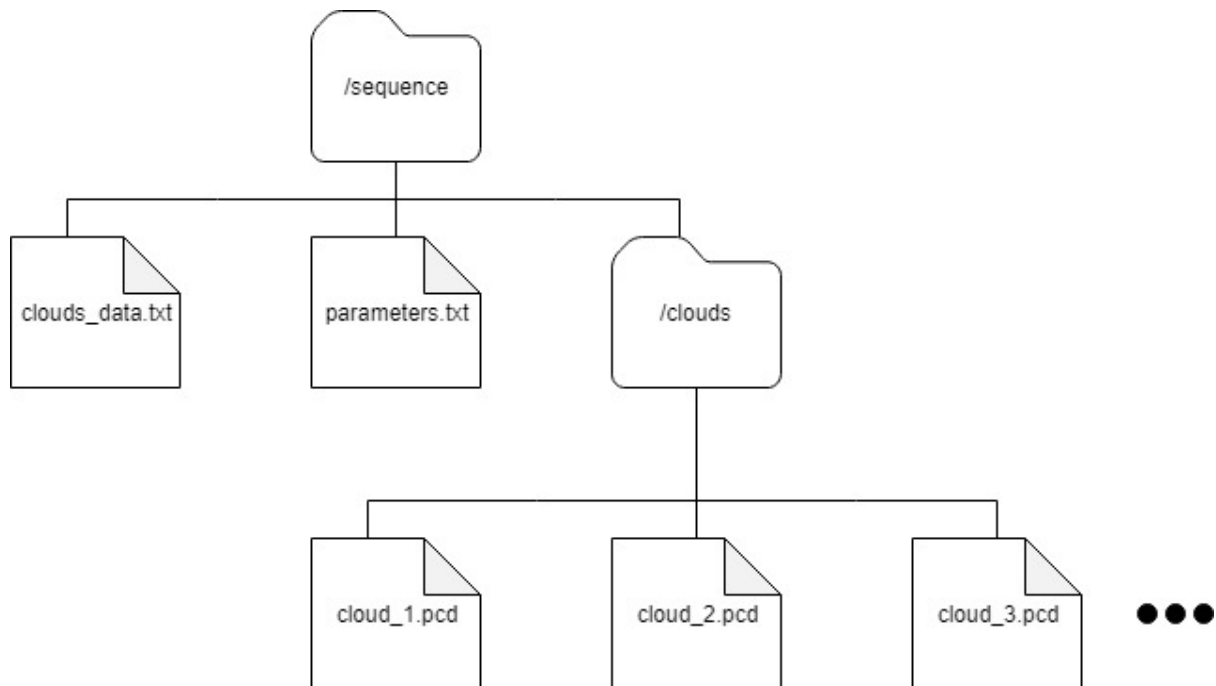 /sequence
clouds_data.txt
parameters.txt
/clouds
cloud_1.pcd
cloud_2.pcd
cloud_3.pcd